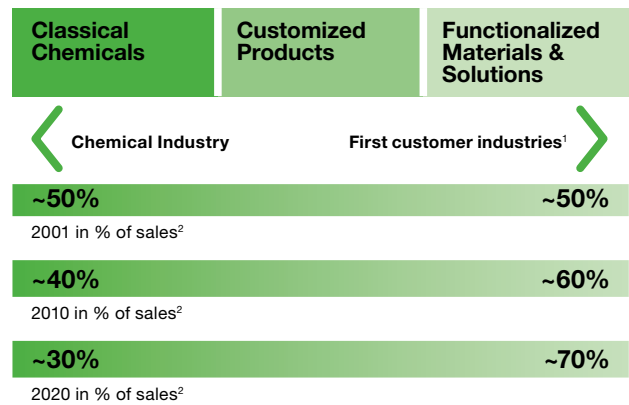 Classical
Chemicals
Customized
Products
Functionalized
Materials &
Solutions
Chemical Industry
First customer industries¹
~50%
~50%
2001 in % of sales²
~40%
~60%
2010 in % of sales²
~30%
~70%
2020 in % of sales²